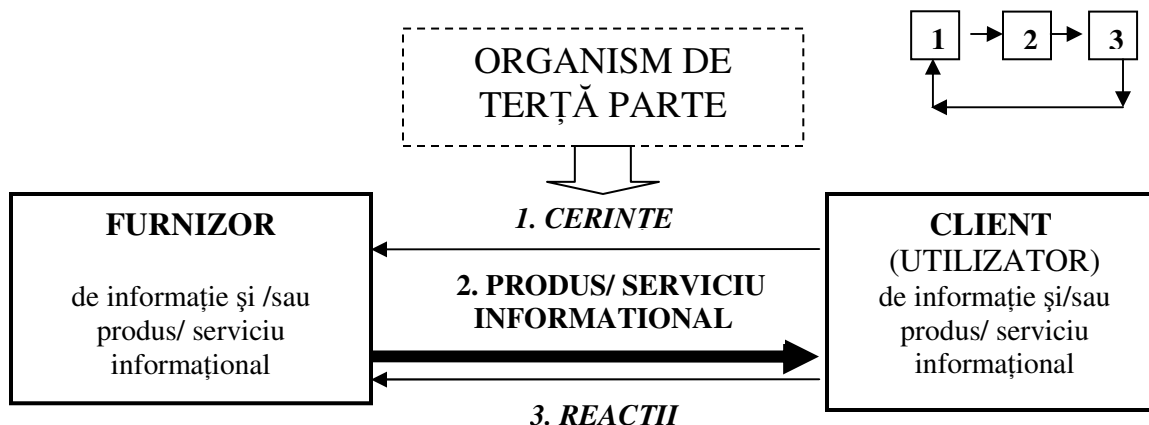 ORGANISM DE
TERȚĂ PARTE
1 2 3
FURNIZOR
de informație şi /sau
produs/ serviciu
informațional
1. CERINTE
2. PRODUS/ SERVICIU
INFORMATIONAL
3. REACTII
CLIENT
(UTILIZATOR)
de informație şi/sau
produs/ serviciu
informațional